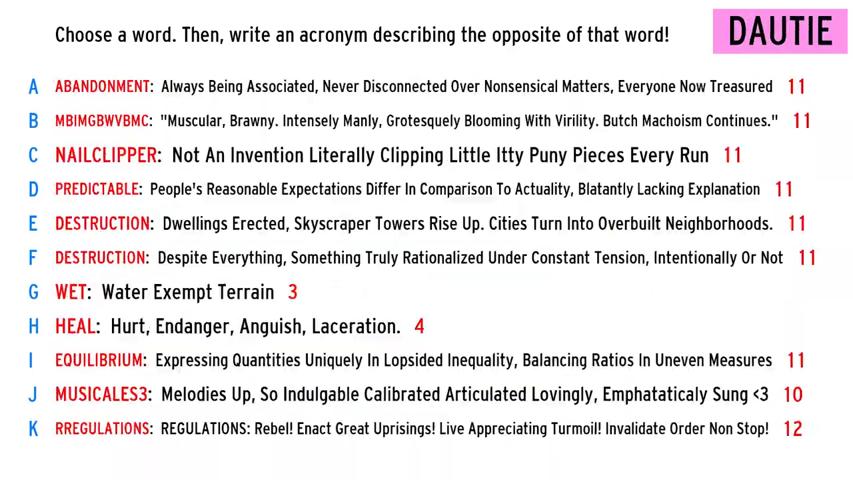 Choose a word. Then, write an acronym describing the opposite of that word!
DAUTIE
A ABANDONMENT: Always Being Associated, Never Disconnected Over Nonsensical Matters, Everyone Now Treasured 11
B MBIMGBWVBMC: "Muscular, Brawny. Intensely Manly, Grotesquely Blooming With Virility. Butch Machoism Continues." 11
C NAILCLIPPER: Not An Invention Literally Clipping Little Itty Puny Pieces Every Run 11
D PREDICTABLE: People's Reasonable Expectations Differ In Comparison To Actuality, Blatantly Lacking Explanation 11
E DESTRUCTION: Dwellings Erected, Skyscraper Towers Rise Up. Cities Turn Into Overbuilt Neighborhoods. 11
F DESTRUCTION: Despite Everything, Something Truly Rationalized Under Constant Tension, Intentionally Or Not 11
G WET: Water Exempt Terrain 3
H HEAL: Hurt, Endanger, Anguish, Laceration. 4
I EQUILIBRIUM: Expressing Quantities Uniquely In Lopsided Inequality, Balancing Ratios In Uneven Measures 11
J MUSICALES3: Melodies Up, So Indulgable Calibrated Articulated Lovingly, Emphataticaly Sung <3 10
K RREGULATIONS: REGULATIONS: Rebel! Enact Great Uprisings! Live Appreciating Turmoil! Invalidate Order Non Stop! 12